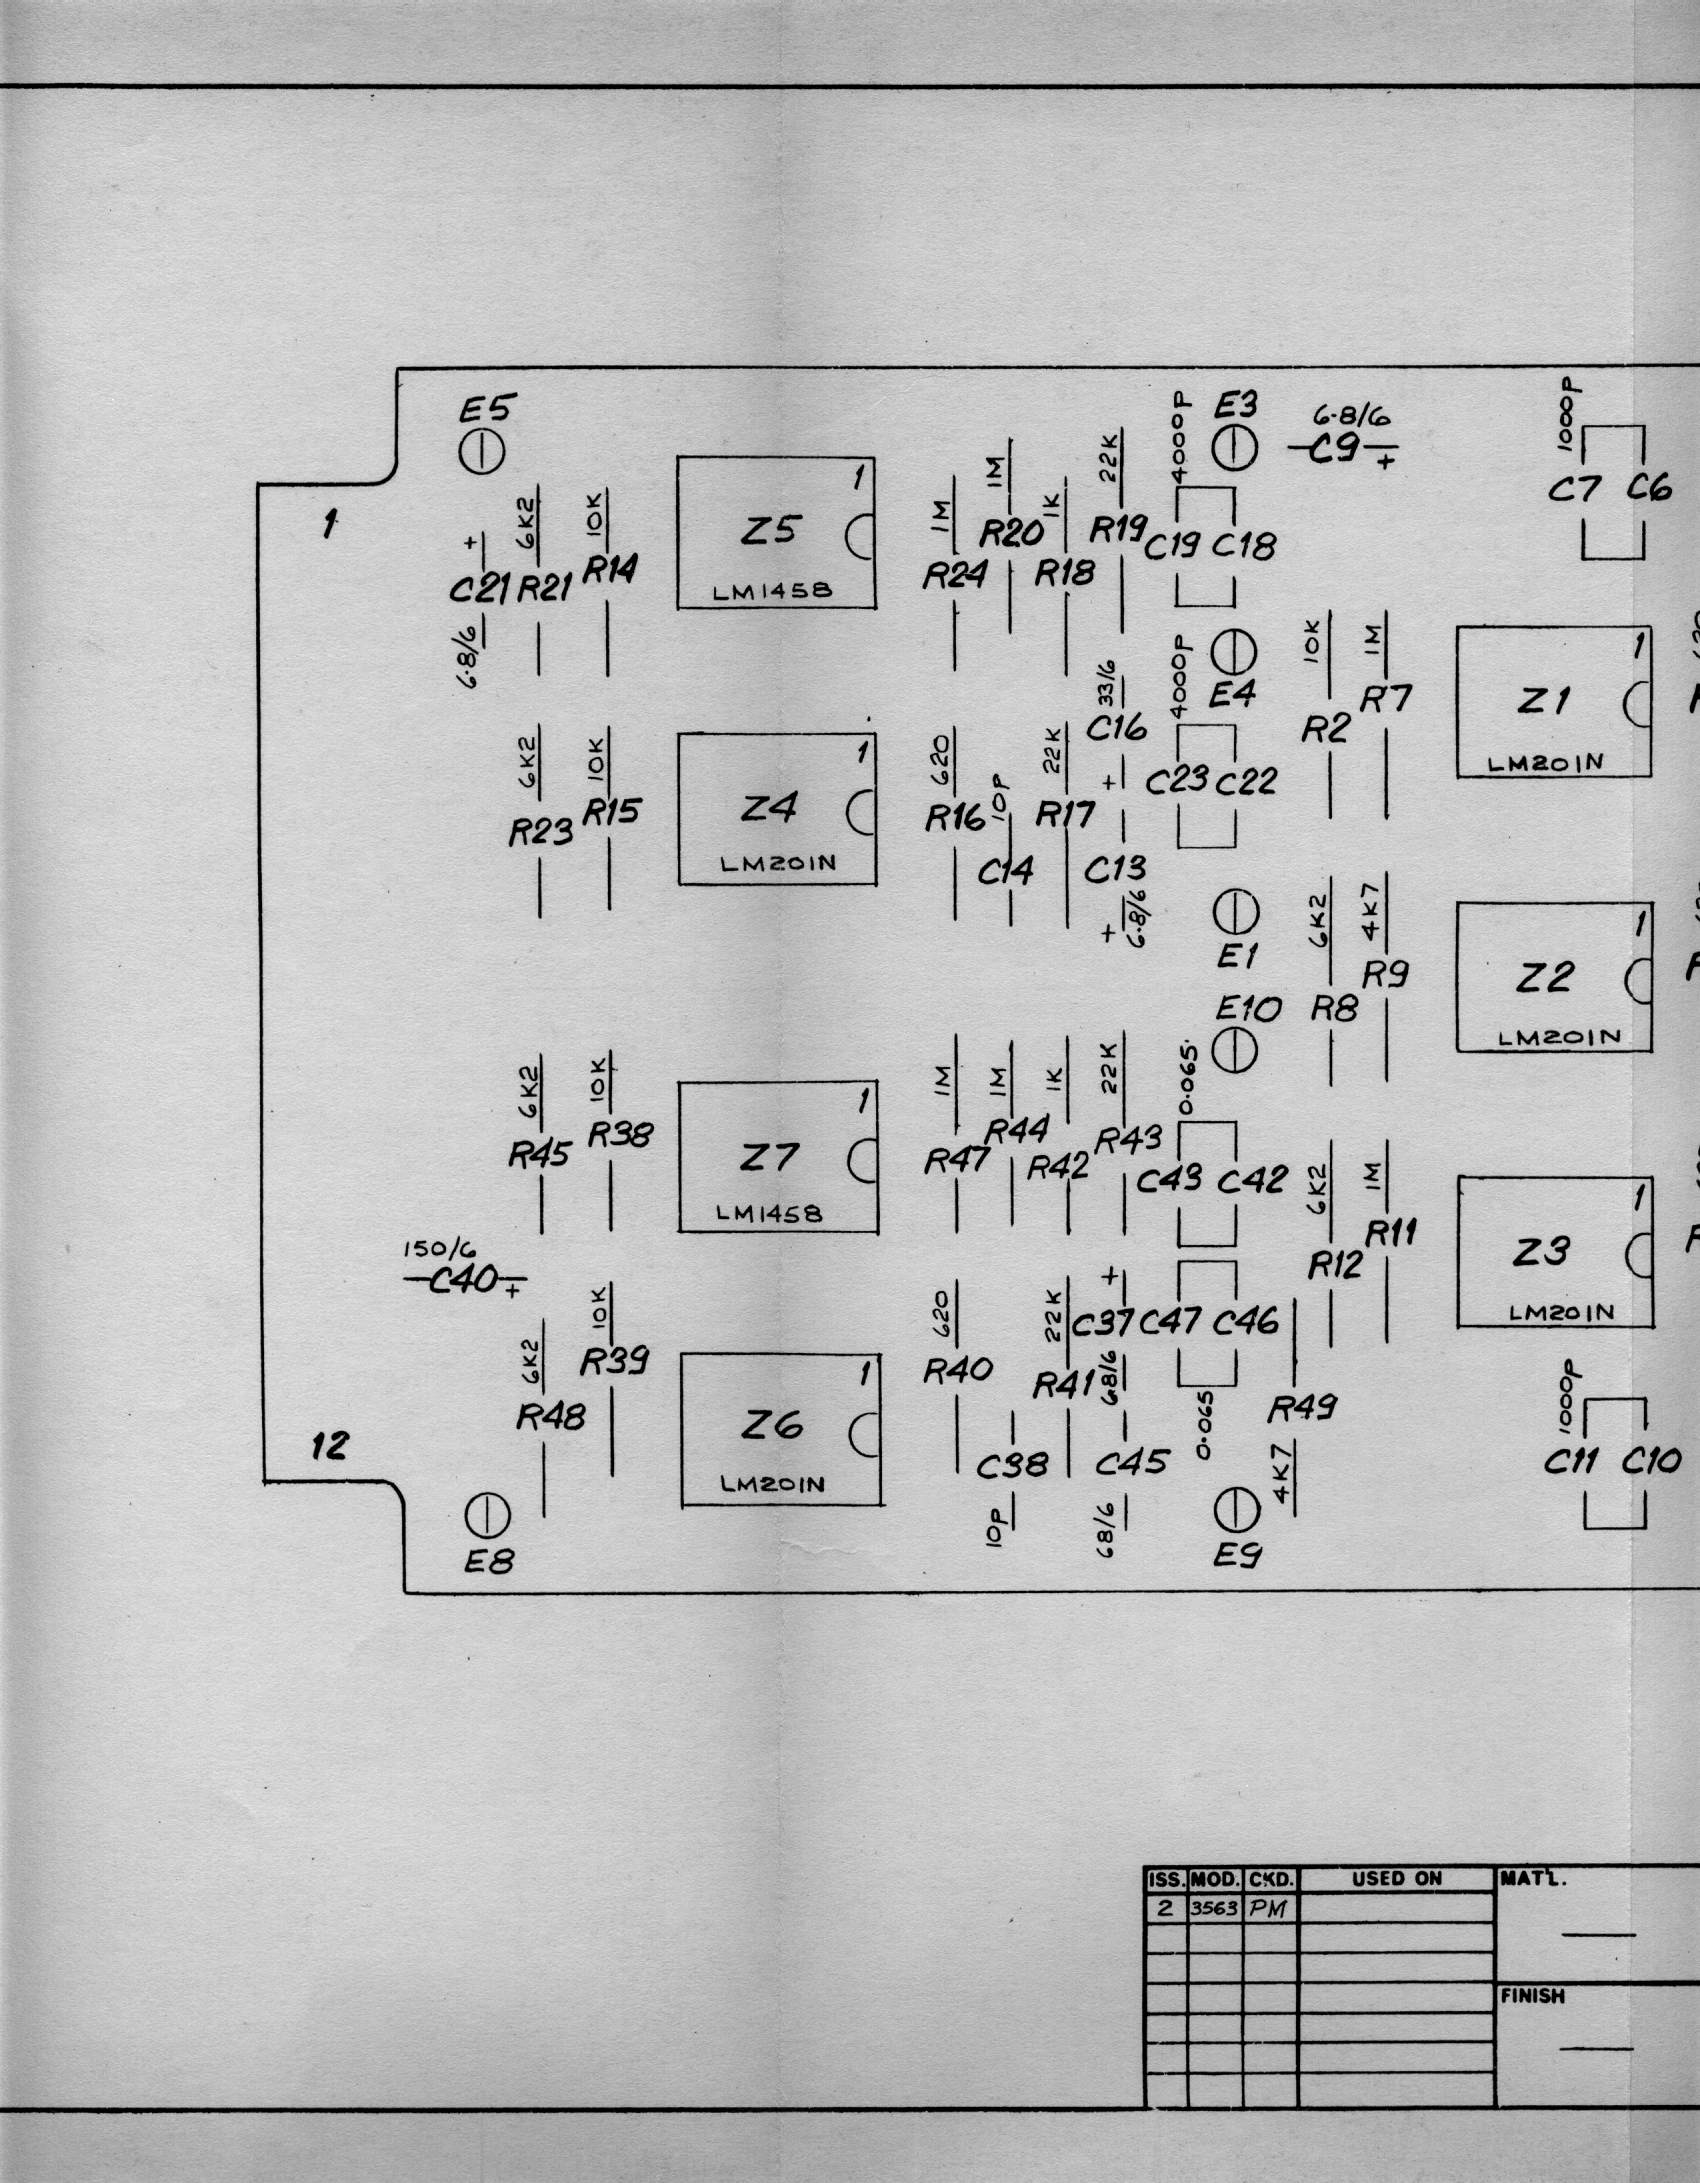 E5
1
C21
+
6·8/6
R21
6K2
R14
10K
Z5
1
LM1458
R24
1M
R20
1M
R18
1K
R19
22K
C19
C18
4000P
E3
6·8/6
C9
+
1000P
C7
C6
R23
6K2
R15
10K
Z4
1
LM201N
R16
620
10P
C14
R17
22K
33/6
C16
+
C13
+
6·8/6
4000P
C23
C22
E4
R2
10K
R7
1M
Z1
1
LM201N
E1
E10
R8
6K2
R9
4K7
Z2
1
LM201N
R45
6K2
R38
10K
Z7
1
LM1458
R47
1M
R44
1M
R42
1K
R43
22K
0·065
C43
C42
R12
6K2
R11
1M
Z3
1
LM201N
150/6
C40
+
R48
6K2
R39
10K
Z6
1
LM201N
R40
620
C38
10P
R41
22K
+
C37
68/6
C45
68/6
C47
C46
0·065
R49
4K7
1000P
C11
C10
12
E8
E9
ISS. MOD. CKD. USED ON MAT'L.
2 3563 PM
FINISH